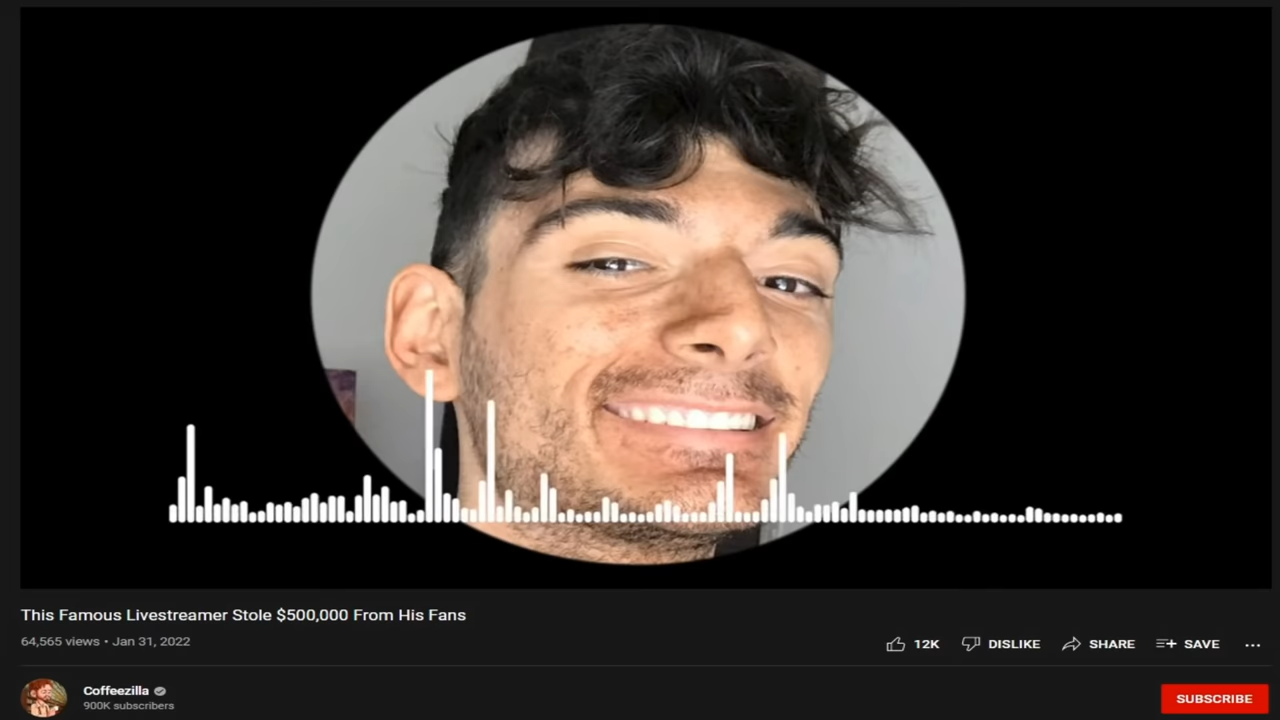 This Famous Livestreamer Stole $500,000 From His Fans
64,565 views • Jan 31, 2022
12K DISLIKE SHARE SAVE ...
Coffeezilla
900K subscribers
SUBSCRIBE